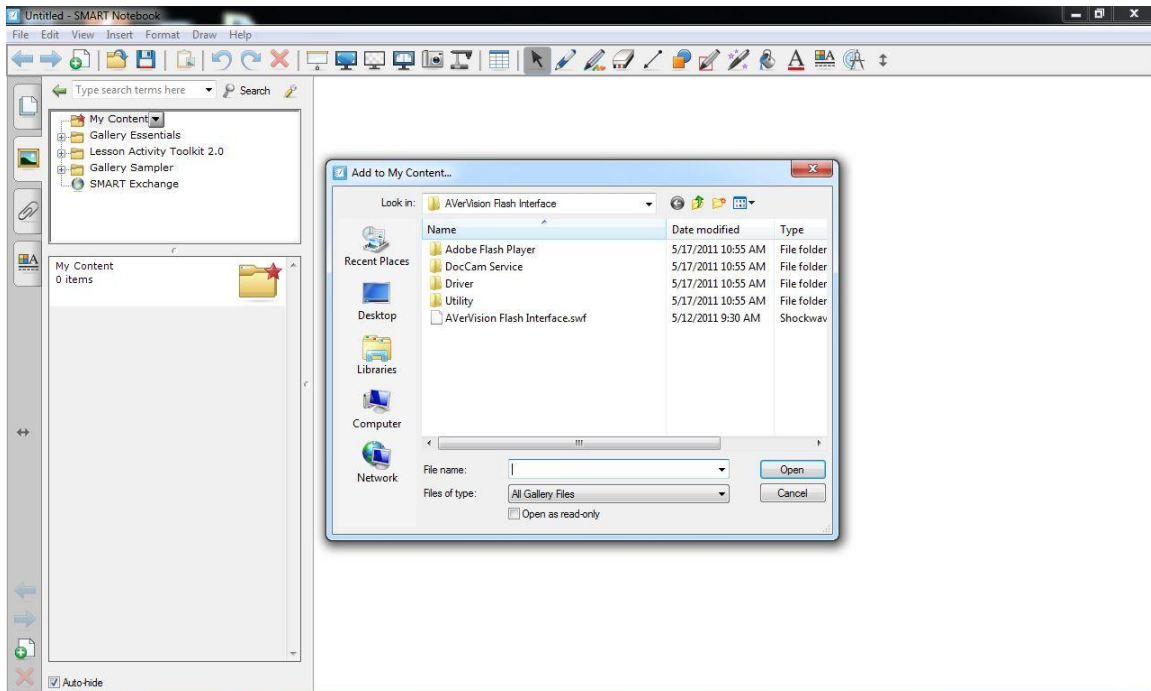 Untitled - SMART Notebook
File Edit View Insert Format Draw Help
Type search terms here Search
My Content
Gallery Essentials
Lesson Activity Toolkit 2.0
Gallery Sampler
SMART Exchange
My Content
0 items
Auto-hide
Add to My Content...
Look in: AVerVision Flash Interface
Recent Places
Desktop
Libraries
Computer
Network
Name Date modified Type
Adobe Flash Player 5/17/2011 10:55 AM File folder
DocCam Service 5/17/2011 10:55 AM File folder
Driver 5/17/2011 10:55 AM File folder
Utility 5/17/2011 10:55 AM File folder
AVerVision Flash Interface.swf 5/12/2011 9:30 AM Shockwav
File name: Open
Files of type: All Gallery Files Cancel
Open as read-only